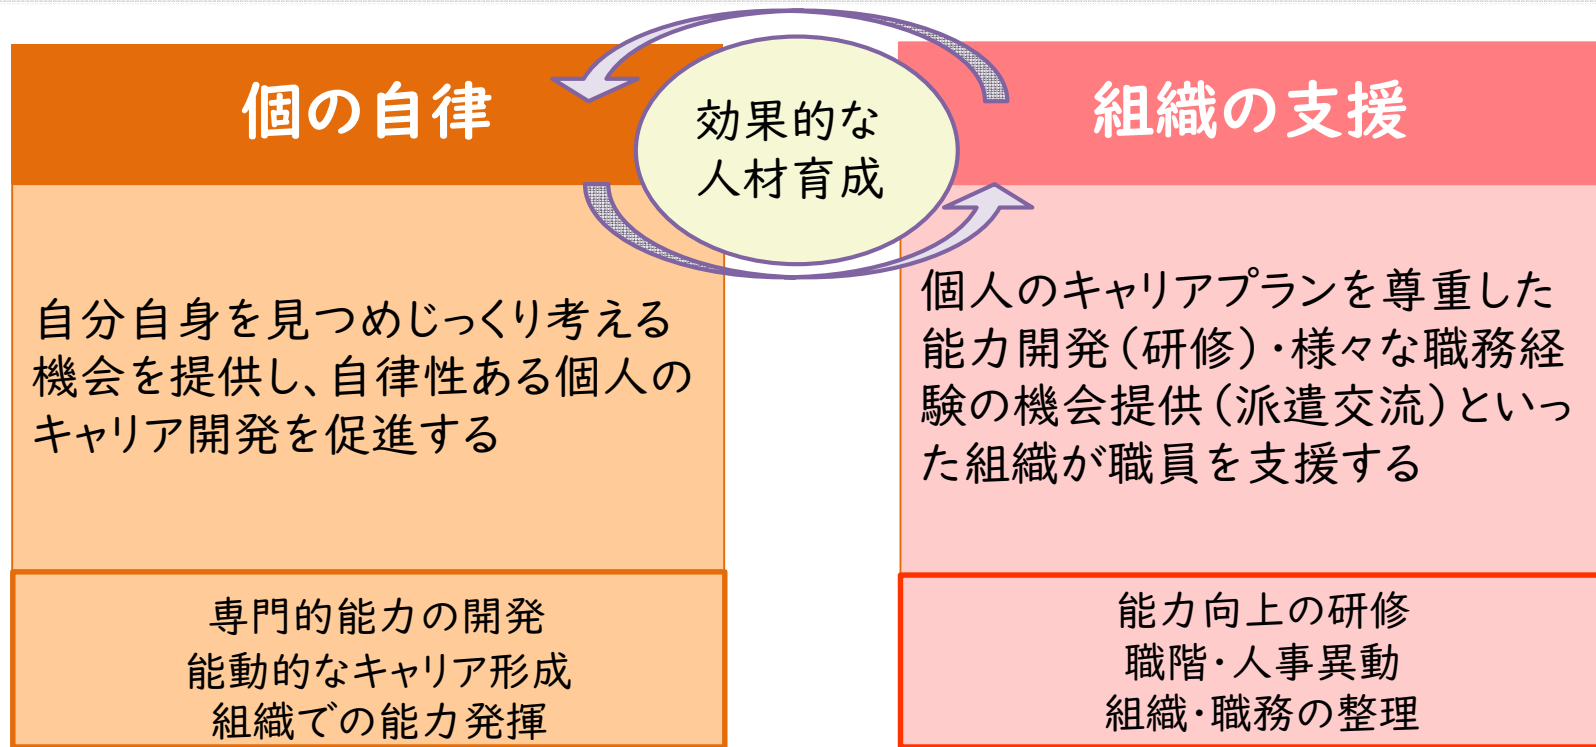 個の自律
効果的な
人材育成
組織の支援
自分自身を見つめじっくり考える
機会を提供し、自律性ある個人の
キャリア開発を促進する
個人のキャリアプランを尊重した
能力開発(研修)・様々な職務経
験の機会提供(派遣交流)といっ
た組織が職員を支援する
専門的能力の開発
能動的なキャリア形成
組織での能力発揮
能力向上の研修
職階・人事異動
組織・職務の整理